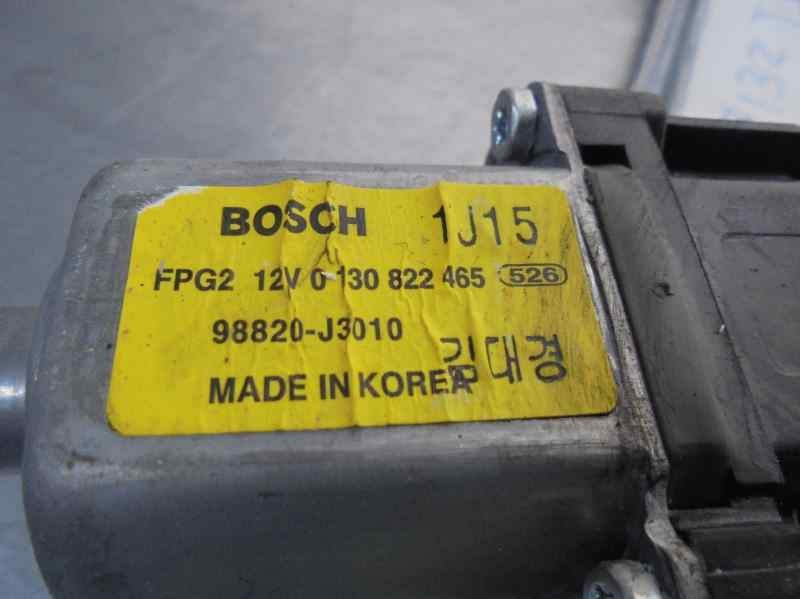 BOSCH 1J15
FPG2 12V 0 130 822 465 526
98820-J3010
김대경
MADE IN KOREA